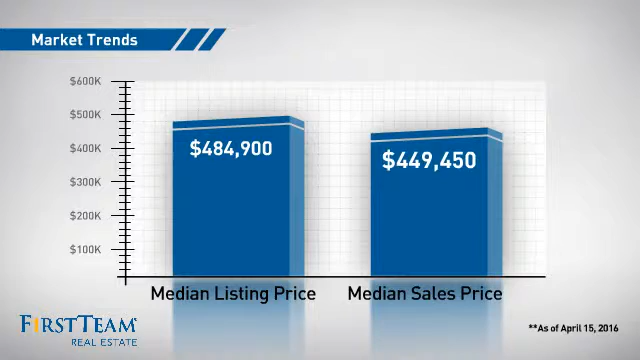 Market Trends
$600K
$500K
$400K
$300K
$200K
$100K
$484,900
$449,450
Median Listing Price
Median Sales Price
FIRSTTEAM®
REAL ESTATE
**As of April 15, 2016